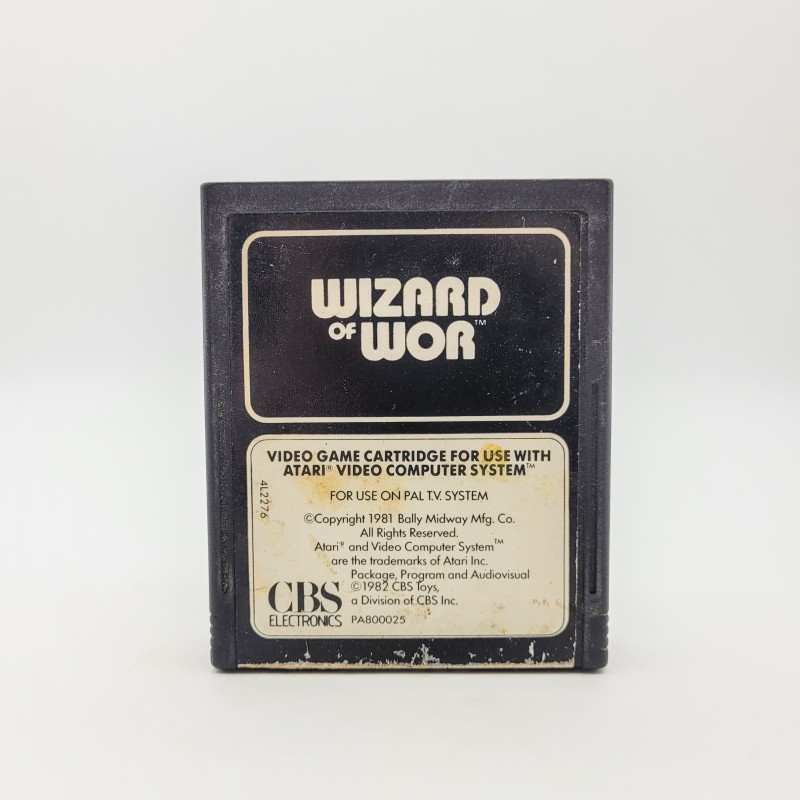 WIZARD
OF WOR™
VIDEO GAME CARTRIDGE FOR USE WITH
ATARI® VIDEO COMPUTER SYSTEM™
4L2276
FOR USE ON PAL T.V. SYSTEM
©Copyright 1981 Bally Midway Mfg. Co.
All Rights Reserved.
Atari® and Video Computer System™
are the trademarks of Atari Inc.
Package, Program and Audiovisual
©1982 CBS Toys,
a Division of CBS Inc.
CBS
ELECTRONICS
PA800025